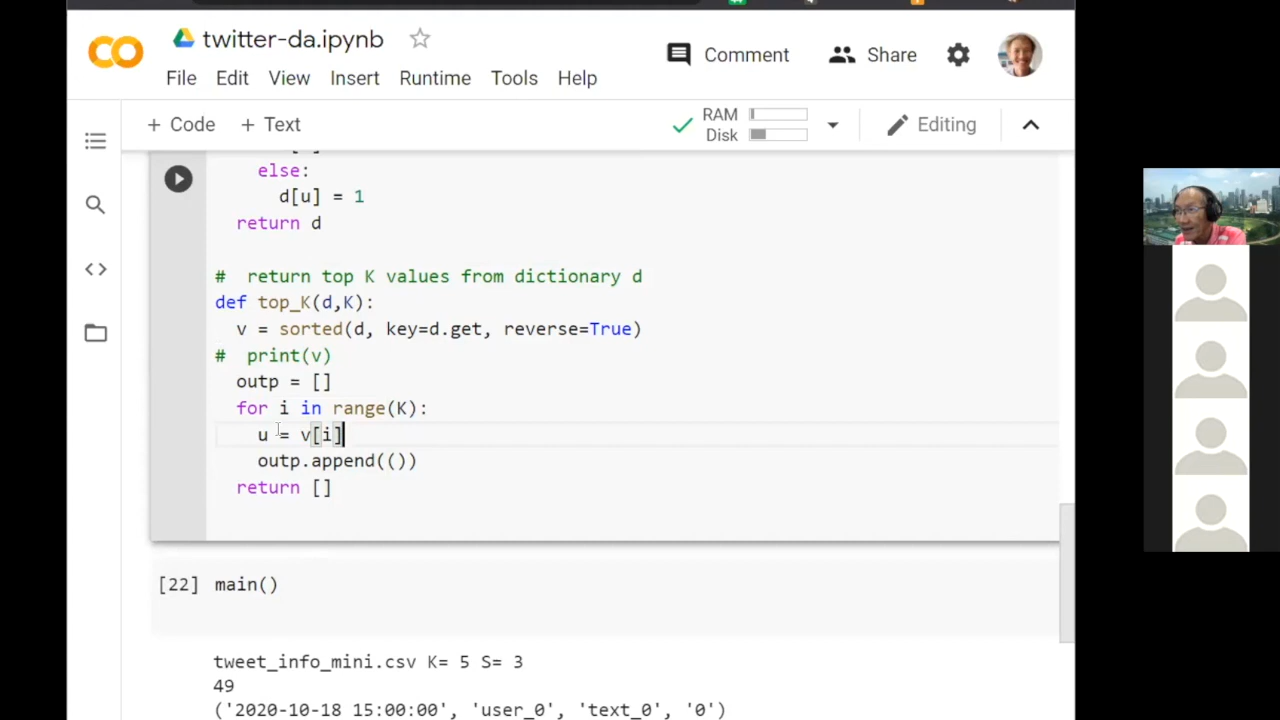 twitter-da.ipynb
Comment
Share
File Edit View Insert Runtime Tools Help
+ Code + Text
RAM
Disk
Editing
else:
d[u] = 1
return d
# return top K values from dictionary d
def top_K(d,K):
v = sorted(d, key=d.get, reverse=True)
# print(v)
outp = []
for i in range(K):
u = v[i]
outp.append(())
return []
[22] main()
tweet_info_mini.csv K= 5 S= 3
49
('2020-10-18 15:00:00', 'user_0', 'text_0', '0')